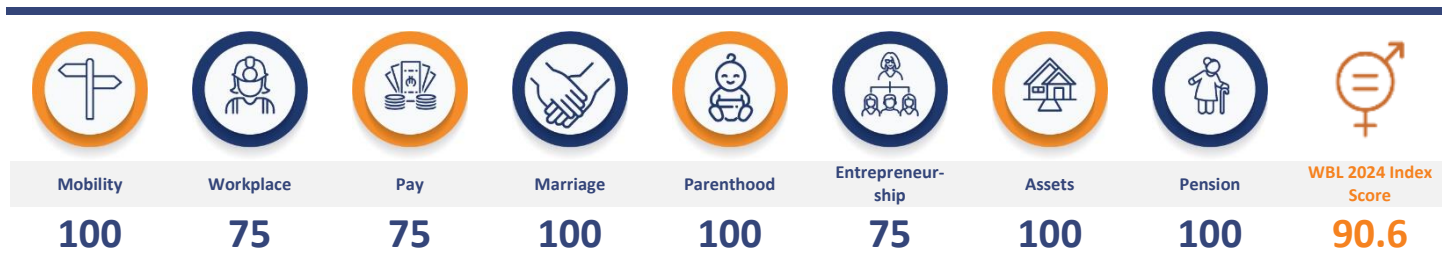 Mobility
Workplace
Pay
Marriage
Parenthood
Entrepreneur-
ship
Assets
Pension
WBL 2024 Index
Score
100
75
75
100
100
75
100
100
90.6